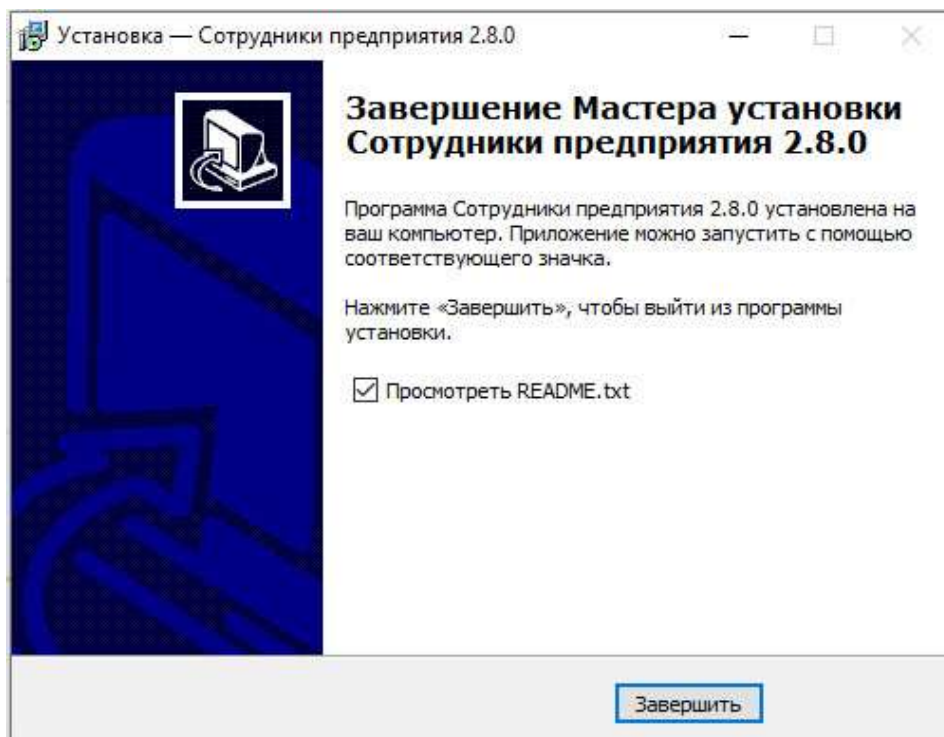 Установка — Сотрудники предприятия 2.8.0
Завершение Мастера установки
Сотрудники предприятия 2.8.0
Программа Сотрудники предприятия 2.8.0 установлена на
ваш компьютер. Приложение можно запустить с помощью
соответствующего значка.
Нажмите «Завершить», чтобы выйти из программы
установки.
Просмотреть README.txt
Завершить